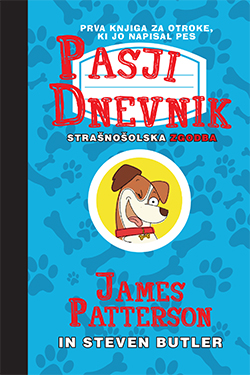 PRVA KNJIGA ZA OTROKE,
KI JO NAPISAL PES
PASJI
DNEVNIK
STRAŠNOŠOLSKA ZGODBA
JAMES
PATTERSON
IN STEVEN BUTLER